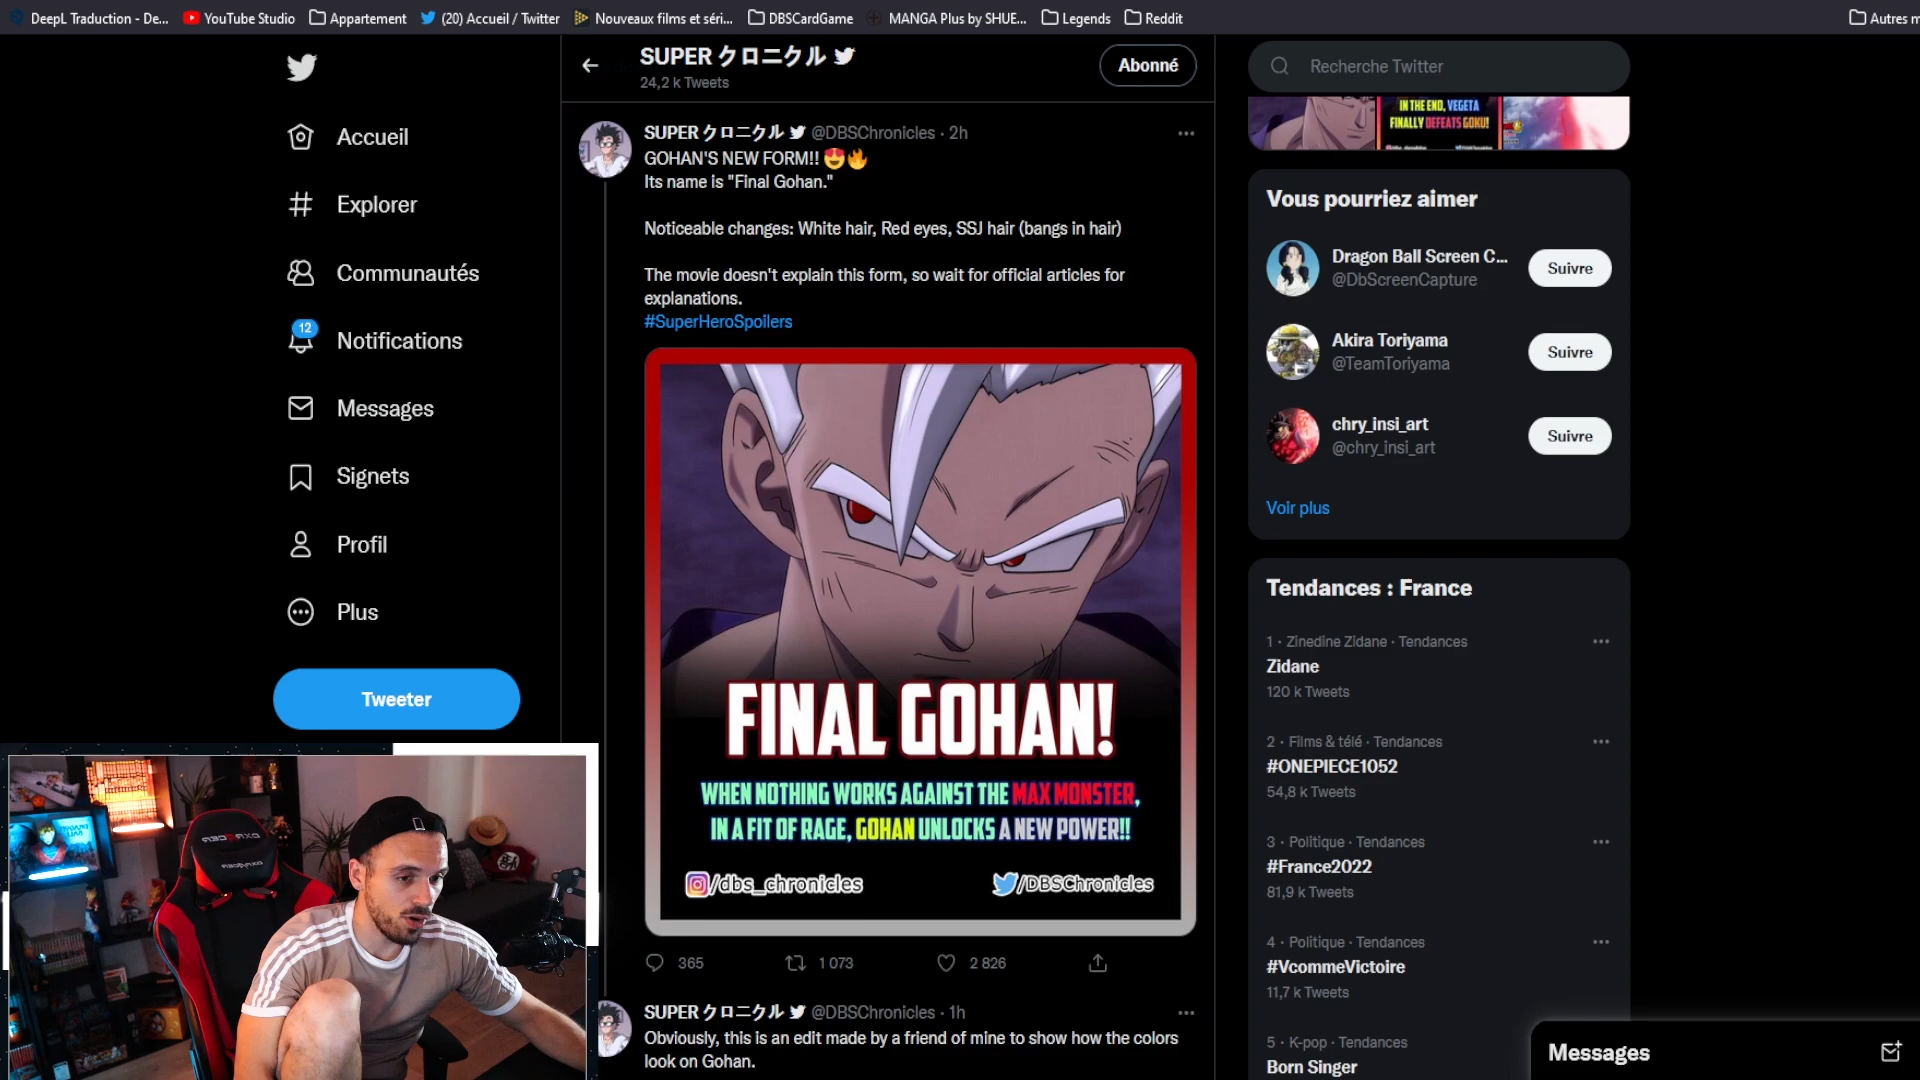 DeepL Traduction - De...
YouTube Studio
Appartement
(20) Accueil / Twitter
Nouveaux films et séri...
DBSCardGame
MANGA Plus by SHUE...
Legends
Reddit
Autres m
Accueil
Explorer
Communautés
12
Notifications
Messages
Signets
Profil
Plus
Tweeter
SUPER クロニクル
24,2 k Tweets
Abonné
SUPER クロニクル @DBSChronicles · 2h
GOHAN'S NEW FORM!! 😍🔥
Its name is "Final Gohan."
Noticeable changes: White hair, Red eyes, SSJ hair (bangs in hair)
The movie doesn't explain this form, so wait for official articles for
explanations.
#SuperHeroSpoilers
FINAL GOHAN!
WHEN NOTHING WORKS AGAINST THE MAX MONSTER,
IN A FIT OF RAGE, GOHAN UNLOCKS A NEW POWER!!
/dbs_chronicles
/DBSChronicles
365
1 073
2 826
SUPER クロニクル @DBSChronicles · 1h
Obviously, this is an edit made by a friend of mine to show how the colors
look on Gohan.
Recherche Twitter
IN THE END, VEGETA
FINALLY DEFEATS GOKU!
Vous pourriez aimer
Dragon Ball Screen C...
@DbScreenCapture
Suivre
Akira Toriyama
@TeamToriyama
Suivre
chry_insi_art
@chry_insi_art
Suivre
Voir plus
Tendances : France
1 · Zinedine Zidane · Tendances
Zidane
120 k Tweets
2 · Films & télé · Tendances
#ONEPIECE1052
54,8 k Tweets
3 · Politique · Tendances
#France2022
81,9 k Tweets
4 · Politique · Tendances
#VcommeVictoire
11,7 k Tweets
5 · K-pop · Tendances
Born Singer
Messages